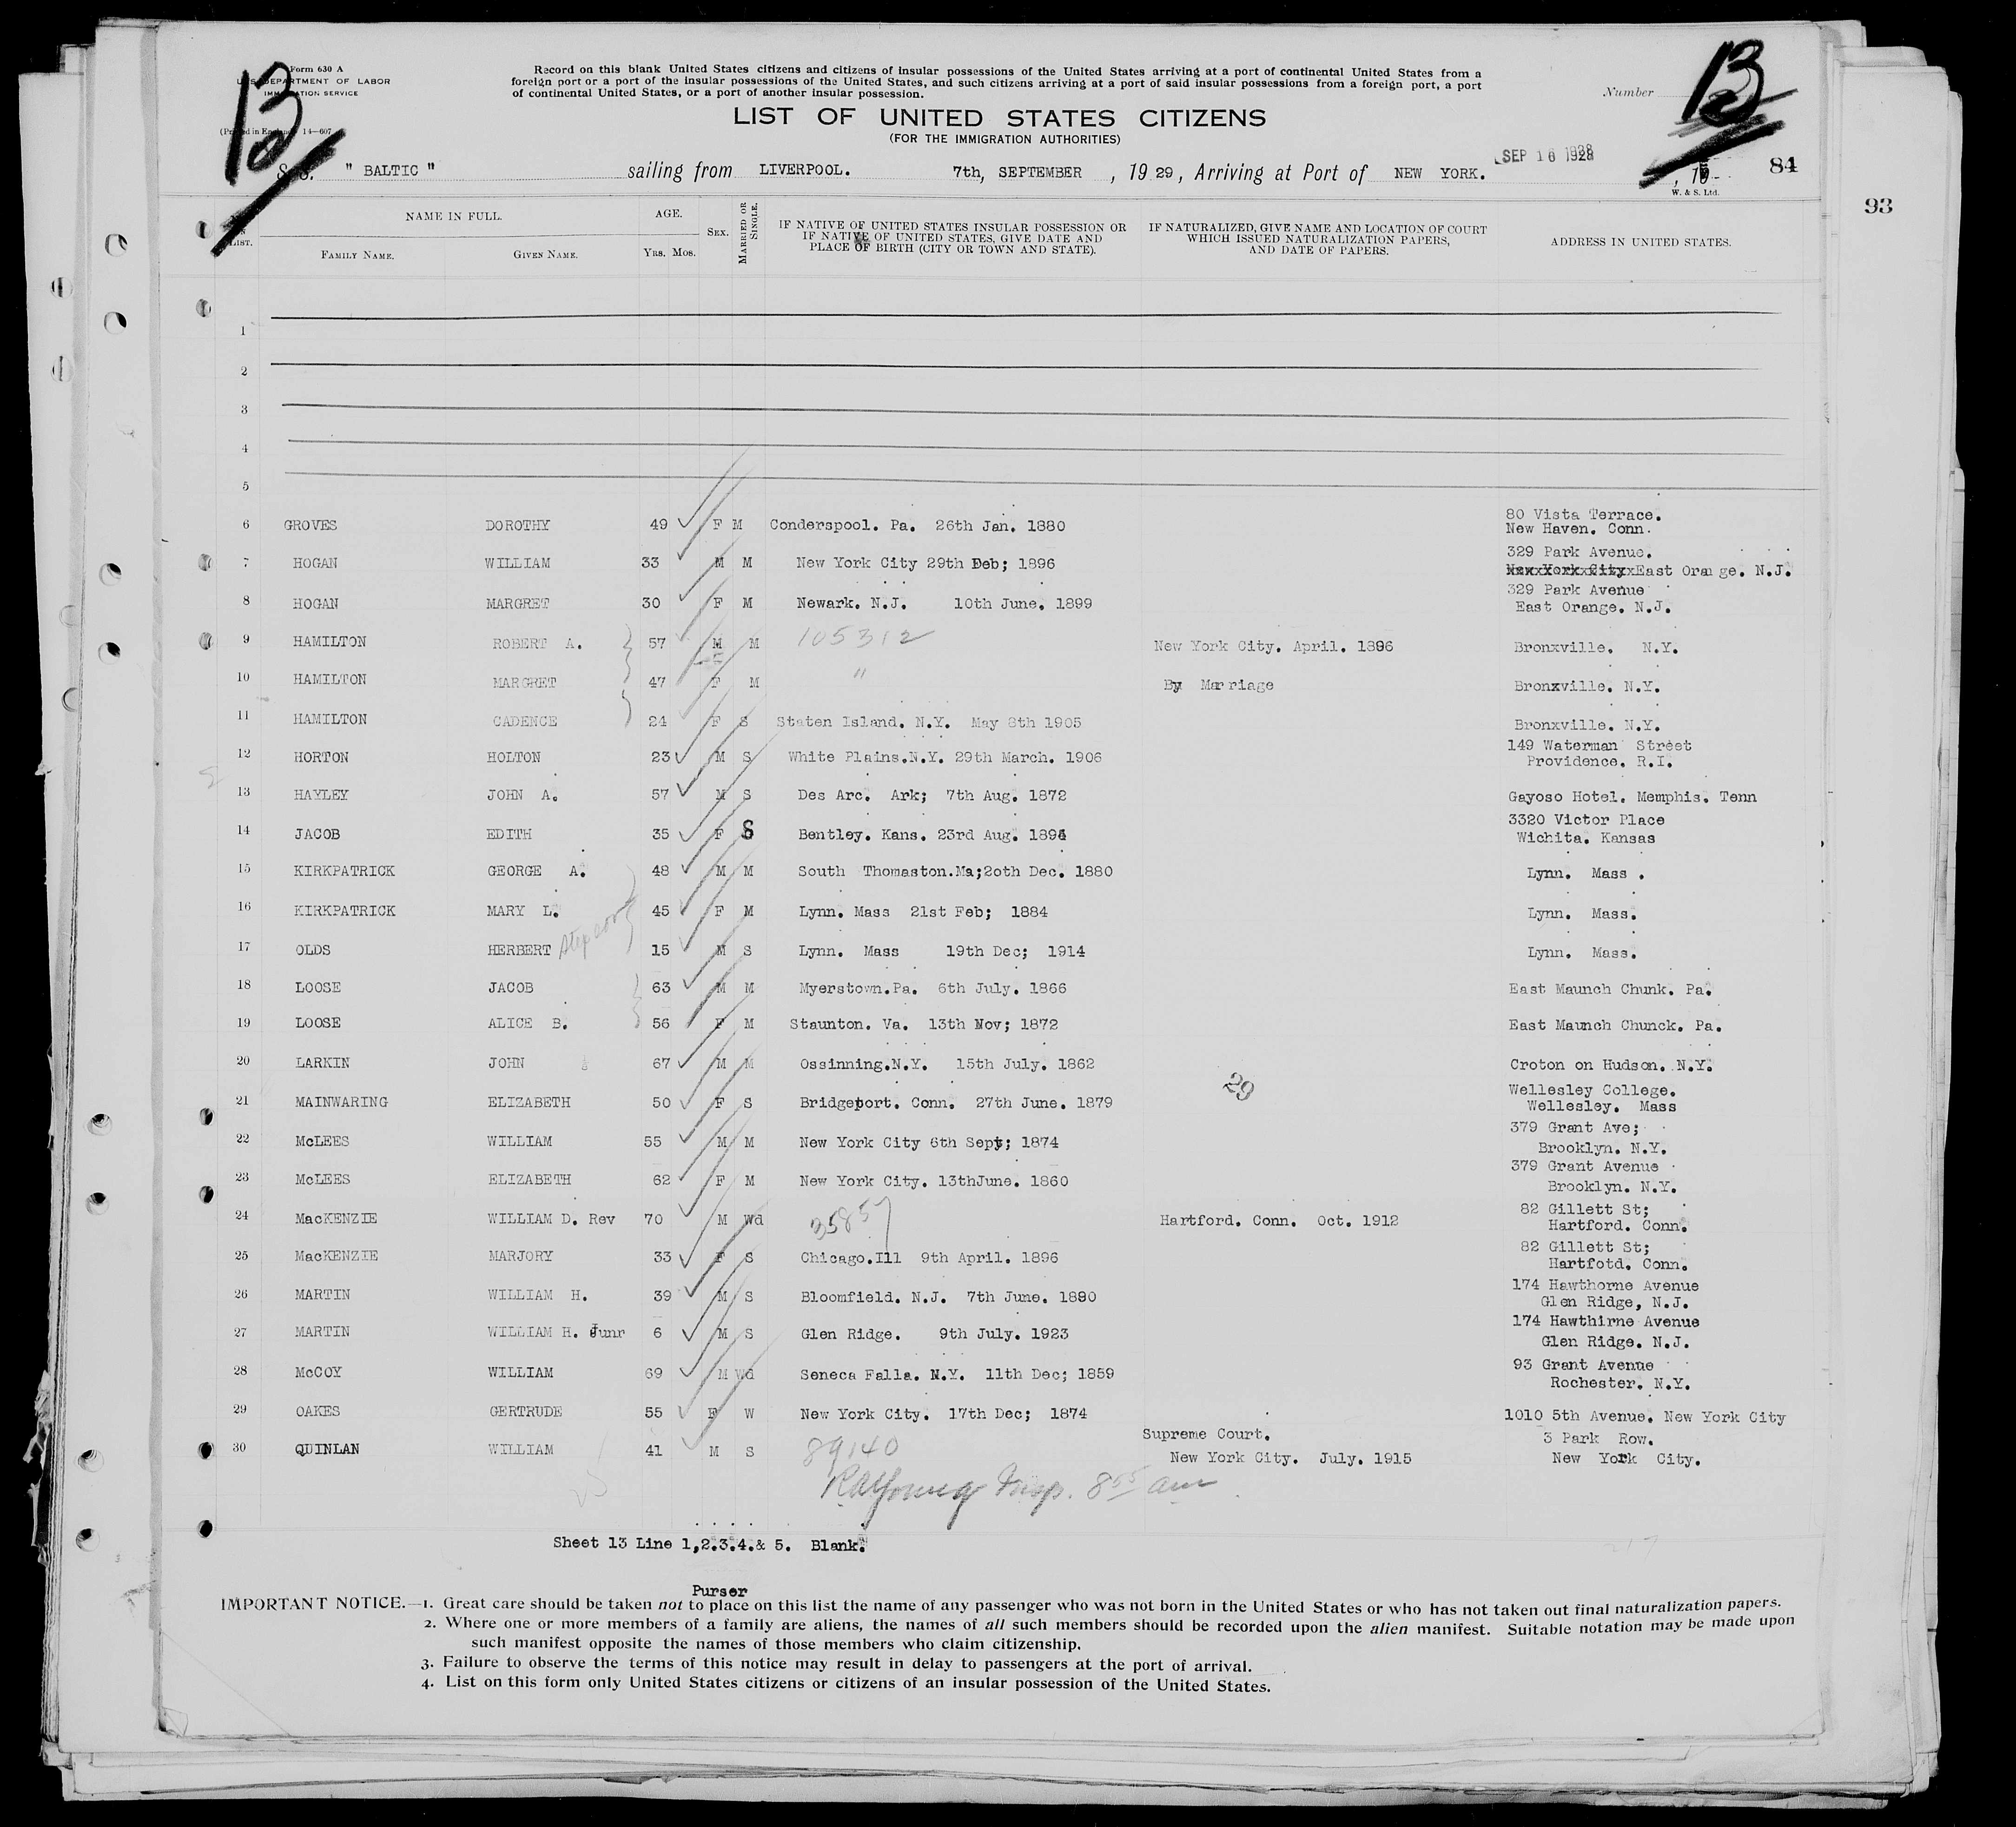 Form 630 A
U. S. DEPARTMENT OF LABOR
IMMIGRATION SERVICE
(Printed in England) 14—607
13
Record on this blank United States citizens and citizens of insular possessions of the United States arriving at a port of continental United States from a
foreign port or a port of the insular possessions of the United States, and such citizens arriving at a port of said insular possessions from a foreign port, a port
of continental United States, or a port of another insular possession.
Number
13
LIST OF UNITED STATES CITIZENS
(FOR THE IMMIGRATION AUTHORITIES)
S.S. " BALTIC " sailing from LIVERPOOL. 7th, SEPTEMBER , 19 29, Arriving at Port of NEW YORK. SEP 16 1928 , 19 84
W. & S. Ltd.
93
LIST. NAME IN FULL. AGE. SEX. MARRIED OR SINGLE.
FAMILY NAME. GIVEN NAME. YRS. MOS.
IF NATIVE OF UNITED STATES INSULAR POSSESSION OR
IF NATIVE OF UNITED STATES, GIVE DATE AND
PLACE OF BIRTH (CITY OR TOWN AND STATE).
IF NATURALIZED, GIVE NAME AND LOCATION OF COURT
WHICH ISSUED NATURALIZATION PAPERS,
AND DATE OF PAPERS.
ADDRESS IN UNITED STATES.
1
2
3
4
5
6 GROVES DOROTHY 49 F M Conderspool. Pa. 26th Jan. 1880 80 Vista Terrace.
New Haven. Conn.
7 HOGAN WILLIAM 33 M M New York City 29th Deb; 1896 329 Park Avenue.
East Orange. N.J.
8 HOGAN MARGRET 30 F M Newark. N.J. 10th June. 1899 329 Park Avenue
East Orange. N.J.
9 HAMILTON ROBERT A. 57 M M 105312 New York City. April. 1896 Bronxville. N.Y.
10 HAMILTON MARGRET 47 F M " By Marriage Bronxville. N.Y.
11 HAMILTON CADENCE 24 F S Staten Island. N.Y. May 8th 1905 Bronxville. N.Y.
12 HORTON HOLTON 23 M S White Plains.N.Y. 29th March. 1906 149 Waterman Street
Providence. R.I.
13 HAYLEY JOHN A. 57 M S Des Arc. Ark; 7th Aug. 1872 Gayoso Hotel. Memphis. Tenn
14 JACOB EDITH 35 F S Bentley. Kans. 23rd Aug. 1894 3320 Victor Place
Wichita. Kansas
15 KIRKPATRICK GEORGE A. 48 M M South Thomaston.Ma;2oth Dec. 1880 Lynn. Mass .
16 KIRKPATRICK MARY L. 45 F M Lynn. Mass 21st Feb; 1884 Lynn. Mass.
17 OLDS HERBERT Stepson 15 M S Lynn. Mass 19th Dec; 1914 Lynn. Mass.
18 LOOSE JACOB 63 M M Myerstown.Pa. 6th July. 1866 East Maunch Chunk. Pa.
19 LOOSE ALICE B. 56 F M Staunton. Va. 13th Nov; 1872 East Maunch Chunck. Pa.
20 LARKIN JOHN 67 M M Ossinning.N.Y. 15th July. 1862 Croton on Hudson. N.Y.
29
21 MAINWARING ELIZABETH 50 F S Bridgeport. Conn. 27th June. 1879 Wellesley College.
Wellesley. Mass
22 McLEES WILLIAM 55 M M New York City 6th Sept; 1874 379 Grant Ave;
Brooklyn. N.Y.
23 McLEES ELIZABETH 62 F M New York City. 13thJune. 1860 379 Grant Avenue
Brooklyn. N.Y.
24 MacKENZIE WILLIAM D. Rev 70 M Wd 35857 Hartford. Conn. Oct. 1912 82 Gillett St;
Hartford. Conn.
25 MacKENZIE MARJORY 33 F S Chicago.Ill 9th April. 1896 82 Gillett St;
Hartfotd. Conn.
26 MARTIN WILLIAM H. 39 M S Bloomfield. N.J. 7th June. 1890 174 Hawthorne Avenue
Glen Ridge, N.J.
27 MARTIN WILLIAM H. Junr 6 M S Glen Ridge. 9th July. 1923 174 Hawthirne Avenue
Glen Ridge. N.J.
28 McCOY WILLIAM 69 M Wd Seneca Falls. N.Y. 11th Dec; 1859 93 Grant Avenue
Rochester. N.Y.
29 OAKES GERTRUDE 55 F W New York City. 17th Dec; 1874 1010 5th Avenue. New York City
30 QUINLAN WILLIAM 41 M S 89140 Supreme Court.
New York City. July. 1915 3 Park Row.
New York City.
Insp. 8 55 am
Sheet 13 Line 1,2.3.4.& 5. Blank.
Purser
IMPORTANT NOTICE.—1. Great care should be taken not to place on this list the name of any passenger who was not born in the United States or who has not taken out final naturalization papers.
2. Where one or more members of a family are aliens, the names of all such members should be recorded upon the alien manifest. Suitable notation may be made upon
such manifest opposite the names of those members who claim citizenship.
3. Failure to observe the terms of this notice may result in delay to passengers at the port of arrival.
4. List on this form only United States citizens or citizens of an insular possession of the United States.